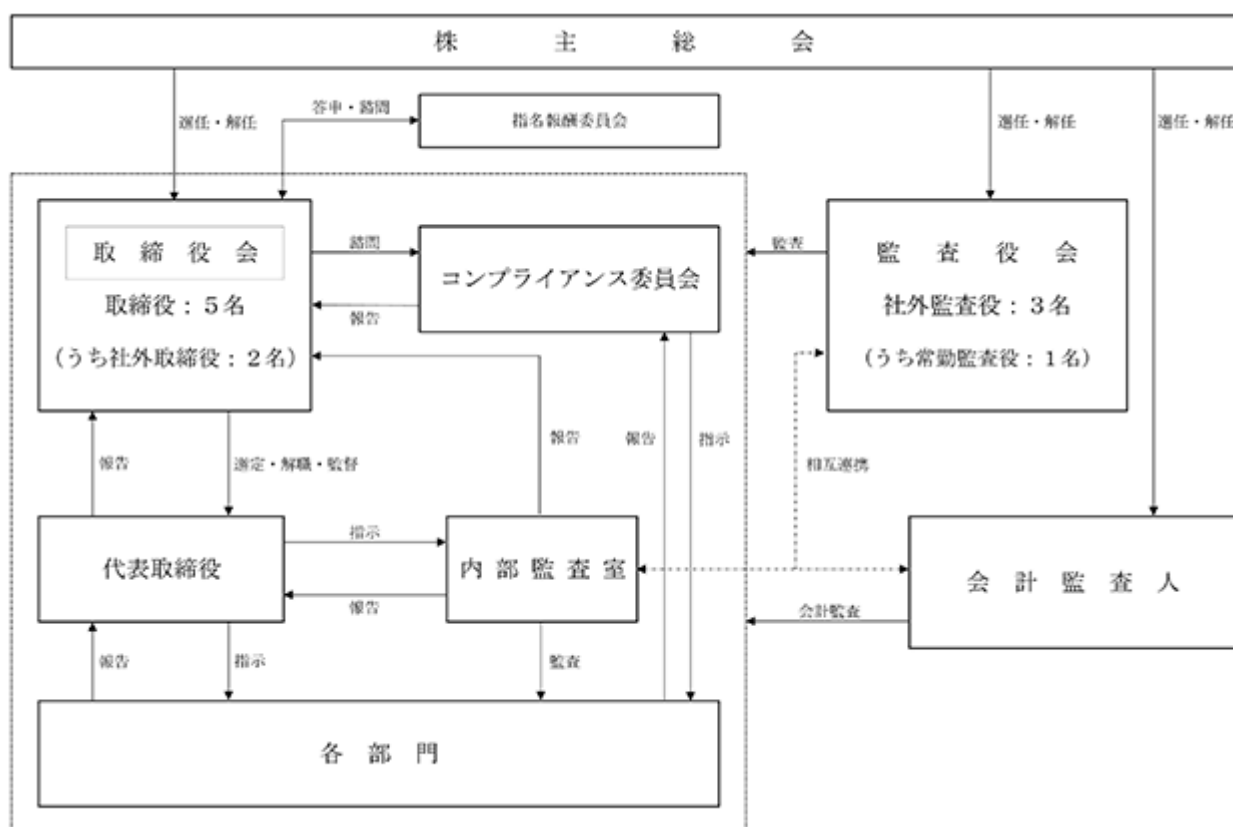 株主総会
選任・解任
答申・諮問
指名報酬委員会
選任・解任
選任・解任
取締役会
取締役：5名
(うち社外取締役：2名)
諮問
報告
コンプライアンス委員会
監査
監査役会
社外監査役：3名
(うち常勤監査役：1名)
報告
選定・解職・監督
報告
報告
指示
相互連携
代表取締役
指示
報告
内部監査室
会計監査人
会計監査
報告
指示
監査
各部門